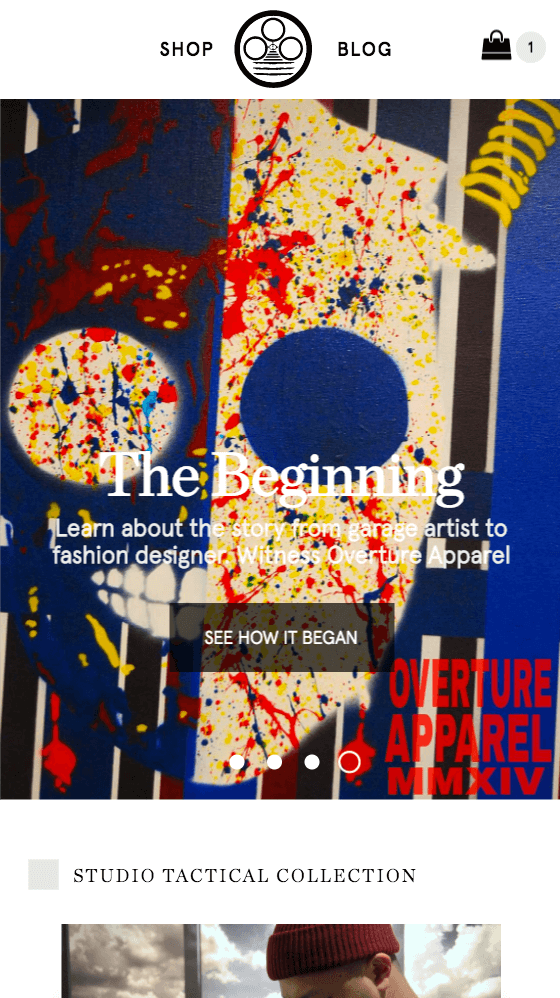 SHOP
BLOG
1
The Beginning
Learn about the story from garage artist to
fashion designer. Witness Overture Apparel
SEE HOW IT BEGAN
OVERTURE
APPAREL
MMXIV
STUDIO TACTICAL COLLECTION